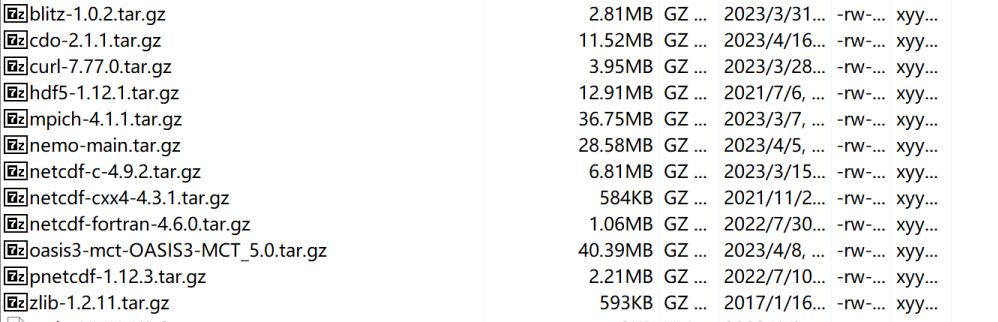 blitz-1.0.2.tar.gz 2.81MB GZ ... 2023/3/31... -rw-... xyy...
cdo-2.1.1.tar.gz 11.52MB GZ ... 2023/4/16... -rw-... xyy...
curl-7.77.0.tar.gz 3.95MB GZ ... 2023/3/28... -rw-... xyy...
hdf5-1.12.1.tar.gz 12.91MB GZ ... 2021/7/6, ... -rw-... xyy...
mpich-4.1.1.tar.gz 36.75MB GZ ... 2023/3/7, ... -rw-... xyy...
nemo-main.tar.gz 28.58MB GZ ... 2023/4/5, ... -rw-... xyy...
netcdf-c-4.9.2.tar.gz 6.81MB GZ ... 2023/3/15... -rw-... xyy...
netcdf-cxx4-4.3.1.tar.gz 584KB GZ ... 2021/11/2... -rw-... xyy...
netcdf-fortran-4.6.0.tar.gz 1.06MB GZ ... 2022/7/30... -rw-... xyy...
oasis3-mct-OASIS3-MCT_5.0.tar.gz 40.39MB GZ ... 2023/4/8, ... -rw-... xyy...
pnetcdf-1.12.3.tar.gz 2.21MB GZ ... 2022/7/10... -rw-... xyy...
zlib-1.2.11.tar.gz 593KB GZ ... 2017/1/16... -rw-... xyy...